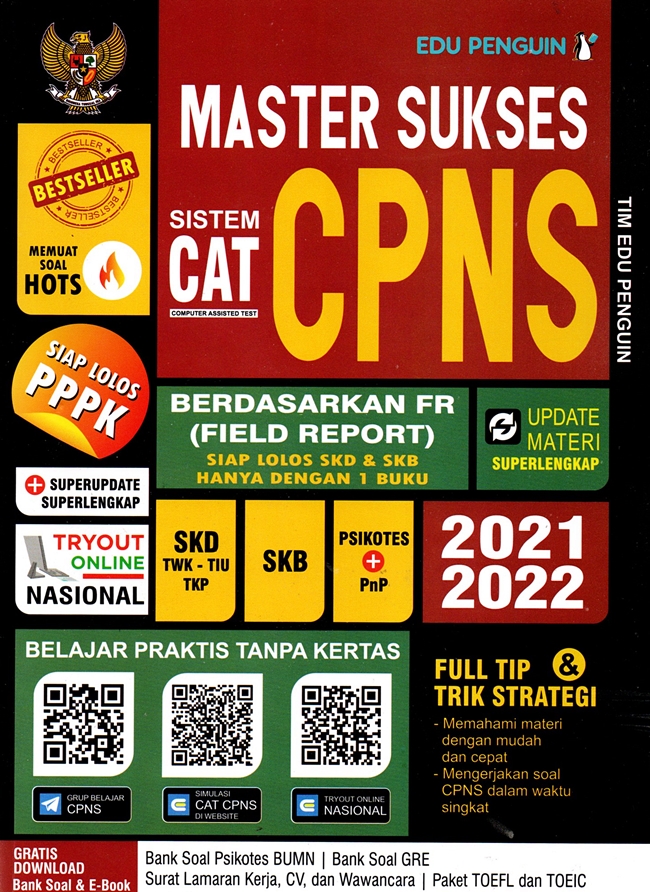 EDU PENGUIN
MASTER SUKSES
SISTEM
CAT
COMPUTER ASSISTED TEST
CPNS
TIM EDU PENGUIN
BESTSELLER
BESTSELLER
BESTSELLER
MEMUAT
SOAL
HOTS
SIAP LOLOS
PPPK
BERDASARKAN FR
(FIELD REPORT)
SIAP LOLOS SKD & SKB
HANYA DENGAN 1 BUKU
UPDATE
MATERI
SUPERLENGKAP
+ SUPERUPDATE
SUPERLENGKAP
TRYOUT
ONLINE
NASIONAL
SKD
TWK - TIU
TKP
SKB
PSIKOTES
+
PnP
2021
2022
BELAJAR PRAKTIS TANPA KERTAS
GRUP BELAJAR
CPNS
SIMULASI
CAT CPNS
DI WEBSITE
TRYOUT ONLINE
NASIONAL
FULL TIP &
TRIK STRATEGI
- Memahami materi
dengan mudah
dan cepat
- Mengerjakan soal
CPNS dalam waktu
singkat
GRATIS
DOWNLOAD
Bank Soal & E-Book
Bank Soal Psikotes BUMN | Bank Soal GRE
Surat Lamaran Kerja, CV, dan Wawancara | Paket TOEFL dan TOEIC